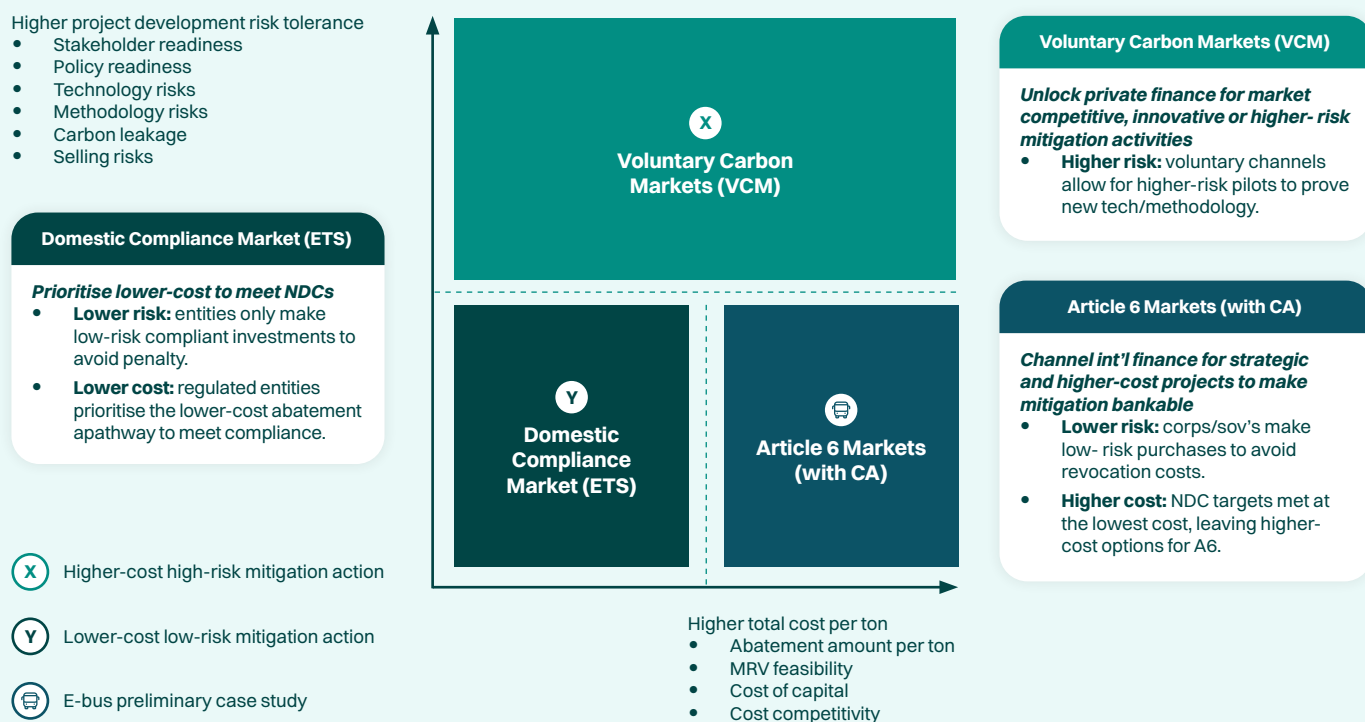 Higher project development risk tolerance
• Stakeholder readiness
• Policy readiness
• Technology risks
• Methodology risks
• Carbon leakage
• Selling risks
Domestic Compliance Market (ETS)
Prioritise lower-cost to meet NDCs
• Lower risk: entities only make
low-risk compliant investments to
avoid penalty.
• Lower cost: regulated entities
prioritise the lower-cost abatement
apathway to meet compliance.
X Higher-cost high-risk mitigation action
Y Lower-cost low-risk mitigation action
E-bus preliminary case study
X
Voluntary Carbon
Markets (VCM)
Y
Domestic
Compliance
Market (ETS)
Article 6 Markets
(with CA)
Higher total cost per ton
• Abatement amount per ton
• MRV feasibility
• Cost of capital
• Cost competitivity
Voluntary Carbon Markets (VCM)
Unlock private finance for market
competitive, innovative or higher- risk
mitigation activities
• Higher risk: voluntary channels
allow for higher-risk pilots to prove
new tech/methodology.
Article 6 Markets (with CA)
Channel int'l finance for strategic
and higher-cost projects to make
mitigation bankable
• Lower risk: corps/sov's make
low- risk purchases to avoid
revocation costs.
• Higher cost: NDC targets met at
the lowest cost, leaving higher-
cost options for A6.